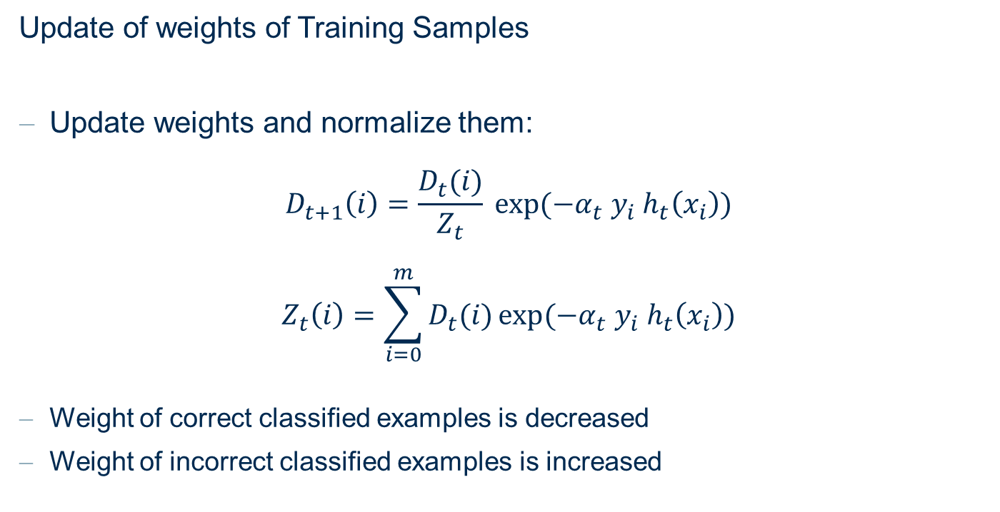 Update of weights of Training Samples
– Update weights and normalize them:
D_{t+1}(i) = \frac{D_t(i)}{Z_t} exp(−α_t y_i h_t(x_i))
Z_t(i) = \sum_{i=0}^{m} D_t(i) exp(−α_t y_i h_t(x_i))
– Weight of correct classified examples is decreased
– Weight of incorrect classified examples is increased